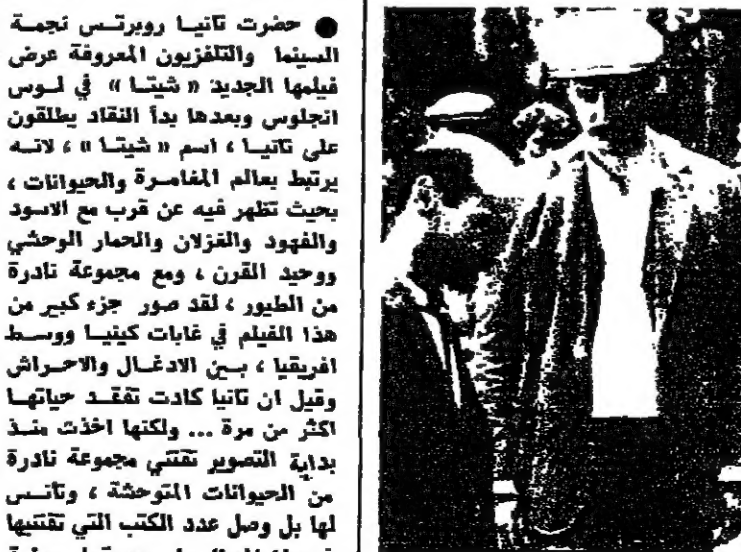 ● حضرت تانيا روبرتس نجمة
السينما والتلفزيون المعروفة عرض
فيلمها الجديد « شيتا » في لوس
انجلوس وبعدها بدأ النقاد يطلقون
على تانيا ، اسم « شيتا » ، لانه
يرتبط بعالم المغامرة والحيوانات ،
بحيث تظهر فيه عن قرب مع الاسود
والفهود والغزلان والحمار الوحشي
ووحيد القرن ، ومع مجموعة نادرة
من الطيور ، لقد صور جزء كبير من
هذا الفيلم في غابات كينيا ووسط
افريقيا ، بين الادغال والاحراش
وقيل ان تانيا كادت تفقد حياتها
اكثر من مرة ... ولكنها اخذت منذ
بداية التصوير تقتني مجموعة نادرة
من الحيوانات المتوحشة ، وتأنس
لها بل وصل عدد الكتب التي تقتنيها